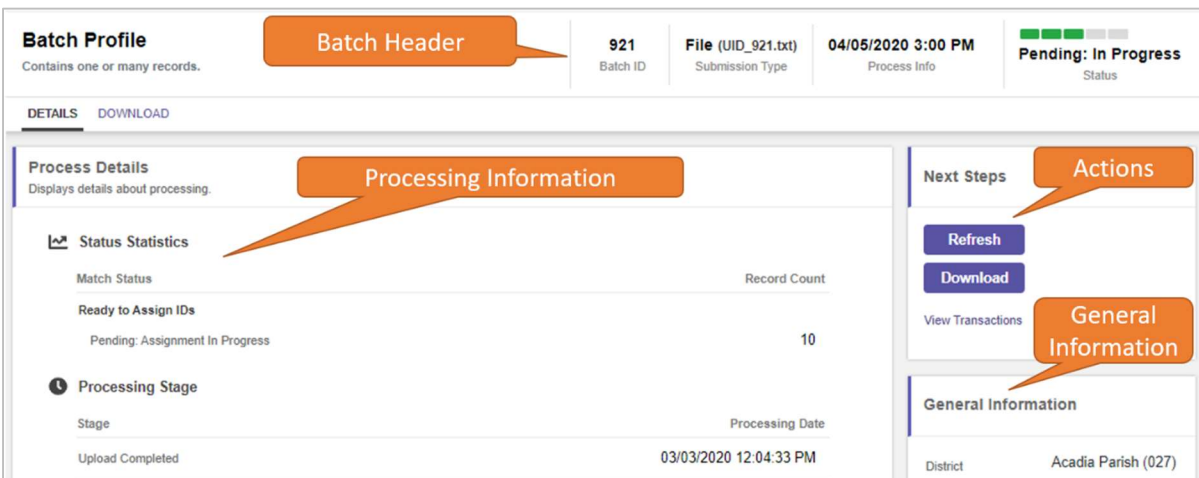 Batch Profile
Contains one or many records.
Batch Header
921
Batch ID
File (UID_921.txt)
Submission Type
04/05/2020 3:00 PM
Process Info
Pending: In Progress
Status
DETAILS DOWNLOAD
Process Details
Displays details about processing.
Processing Information
Status Statistics
Match Status Record Count
Ready to Assign IDs
Pending: Assignment In Progress 10
Processing Stage
Stage Processing Date
Upload Completed 03/03/2020 12:04:33 PM
Next Steps
Actions
Refresh
Download
View Transactions
General
Information
General Information
District Acadia Parish (027)